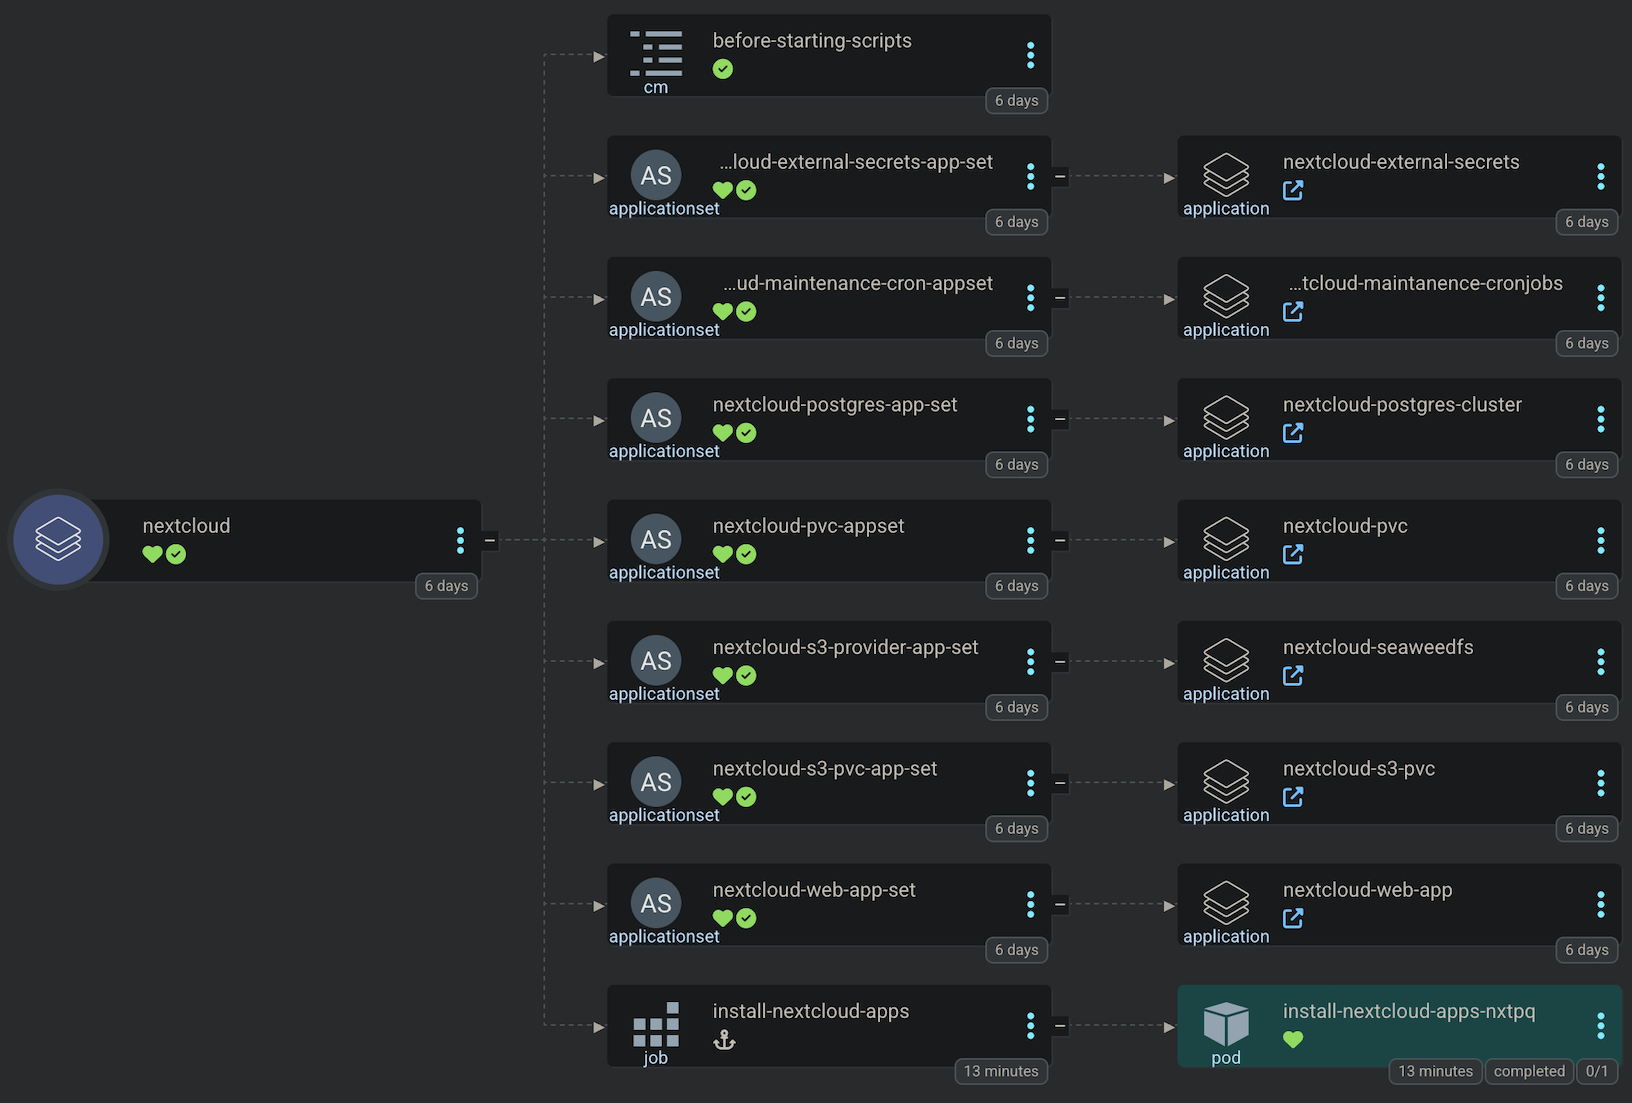 before-starting-scripts
cm
6 days
AS
...loud-external-secrets-app-set
applicationset
6 days
nextcloud-external-secrets
application
6 days
AS
...ud-maintenance-cron-appset
applicationset
6 days
...tcloud-maintanence-cronjobs
application
6 days
AS
nextcloud-postgres-app-set
applicationset
6 days
nextcloud-postgres-cluster
application
6 days
nextcloud
6 days
AS
nextcloud-pvc-appset
applicationset
6 days
nextcloud-pvc
application
6 days
AS
nextcloud-s3-provider-app-set
applicationset
6 days
nextcloud-seaweedfs
application
6 days
AS
nextcloud-s3-pvc-app-set
applicationset
6 days
nextcloud-s3-pvc
application
6 days
AS
nextcloud-web-app-set
applicationset
6 days
nextcloud-web-app
application
6 days
install-nextcloud-apps
job
13 minutes
install-nextcloud-apps-nxtpq
pod
13 minutes completed 0/1